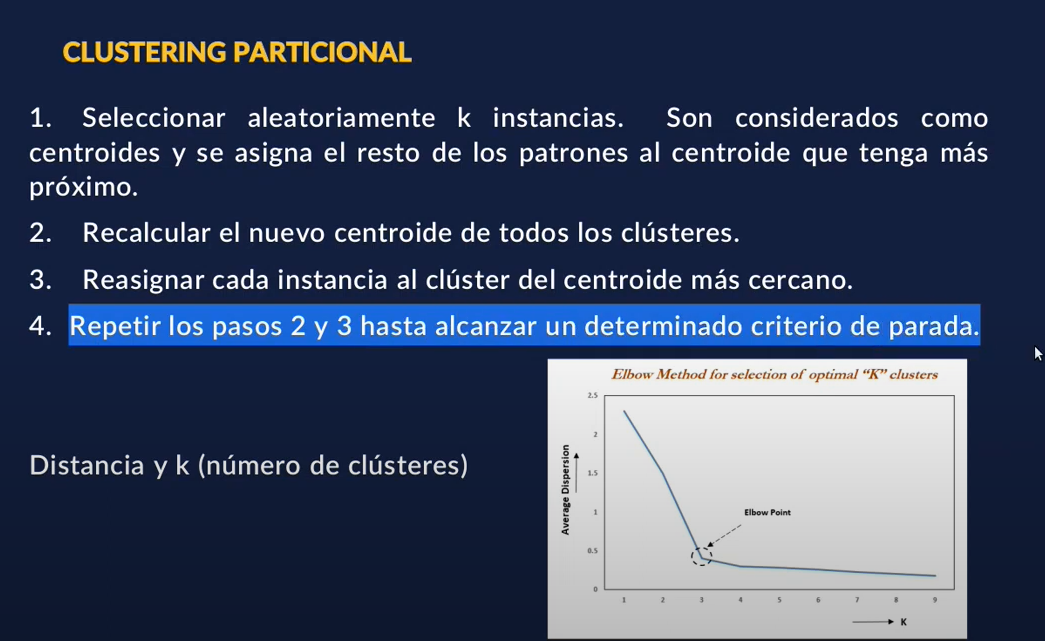 CLUSTERING PARTICIONAL
1. Seleccionar aleatoriamente k instancias. Son considerados como
centroides y se asigna el resto de los patrones al centroide que tenga más
próximo.
2. Recalcular el nuevo centroide de todos los clústeres.
3. Reasignar cada instancia al clúster del centroide más cercano.
4. Repetir los pasos 2 y 3 hasta alcanzar un determinado criterio de parada.
Distancia y k (número de clústeres)
Elbow Method for selection of optimal “K” clusters
Average Dispersion
2.5
2
1.5
1
0.5
0
Elbow Point
1 2 3 4 5 6 7 8 9
K